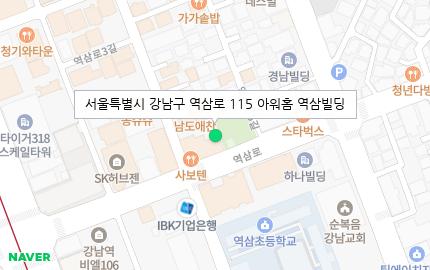 가가솥밥
청기와타운
역삼로3길
경남빌딩
P
청년다방
서울특별시 강남구 역삼로 115 아워홈 역삼빌딩
남도애찬
스타벅스
타이거318
스케일타워
역삼로
SK허브젠
사보텐
하나빌딩
IBK기업은행
강남역
비엘106
역삼초등학교
순복음
강남교회
NAVER